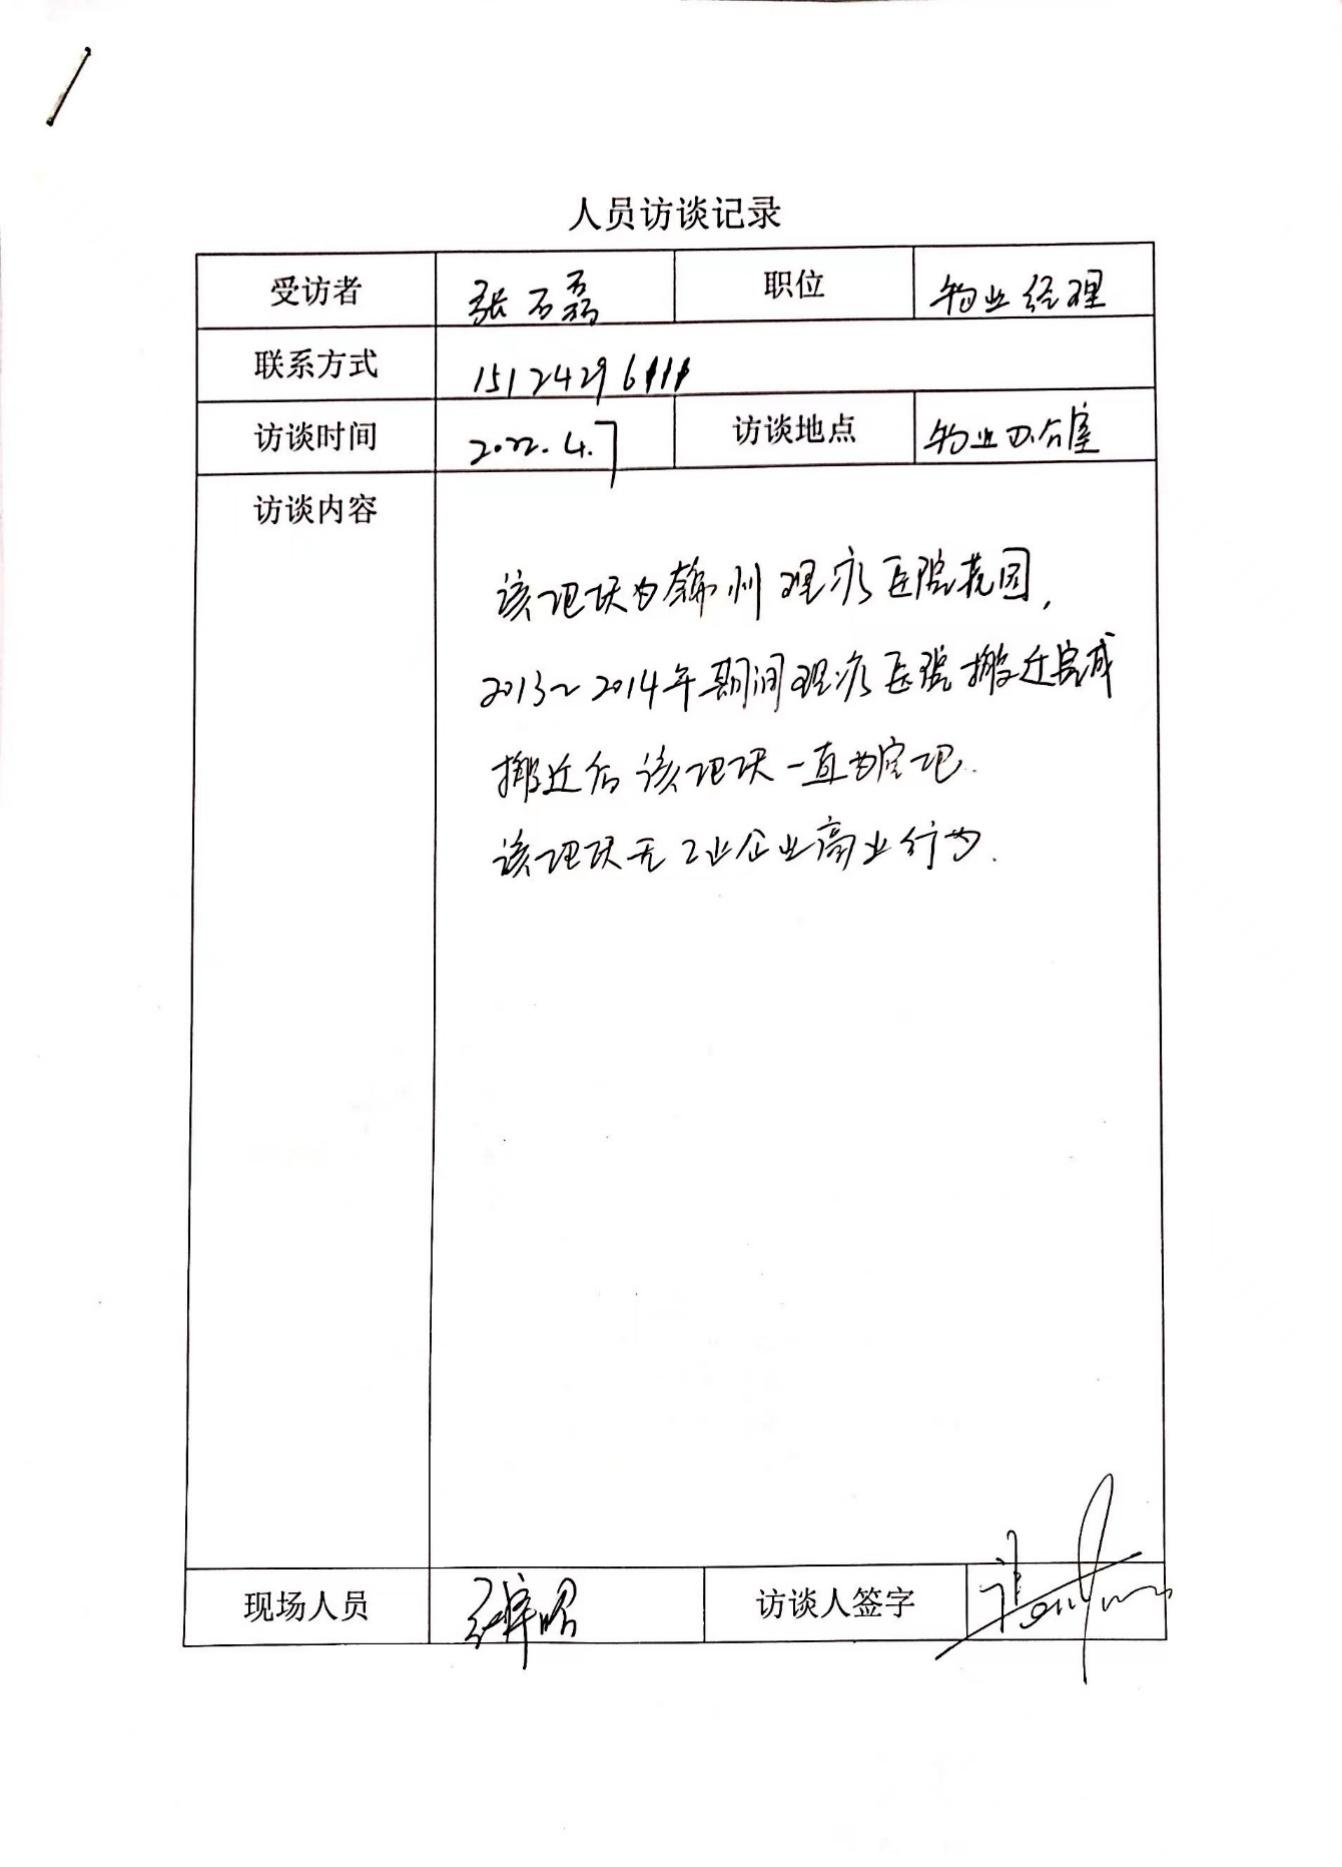 人员访谈记录
受访者 张石磊 职位 物业经理
联系方式 15124296111
访谈时间 2022.4.7 访谈地点 物业办公室
访谈内容
该地块为锦州理疗医院花园,
2013~2014年期间理疗医院搬迁完成
搬迁后该地块一直为空地.
该地块无工业企业商业行为.
现场人员 访谈人签字